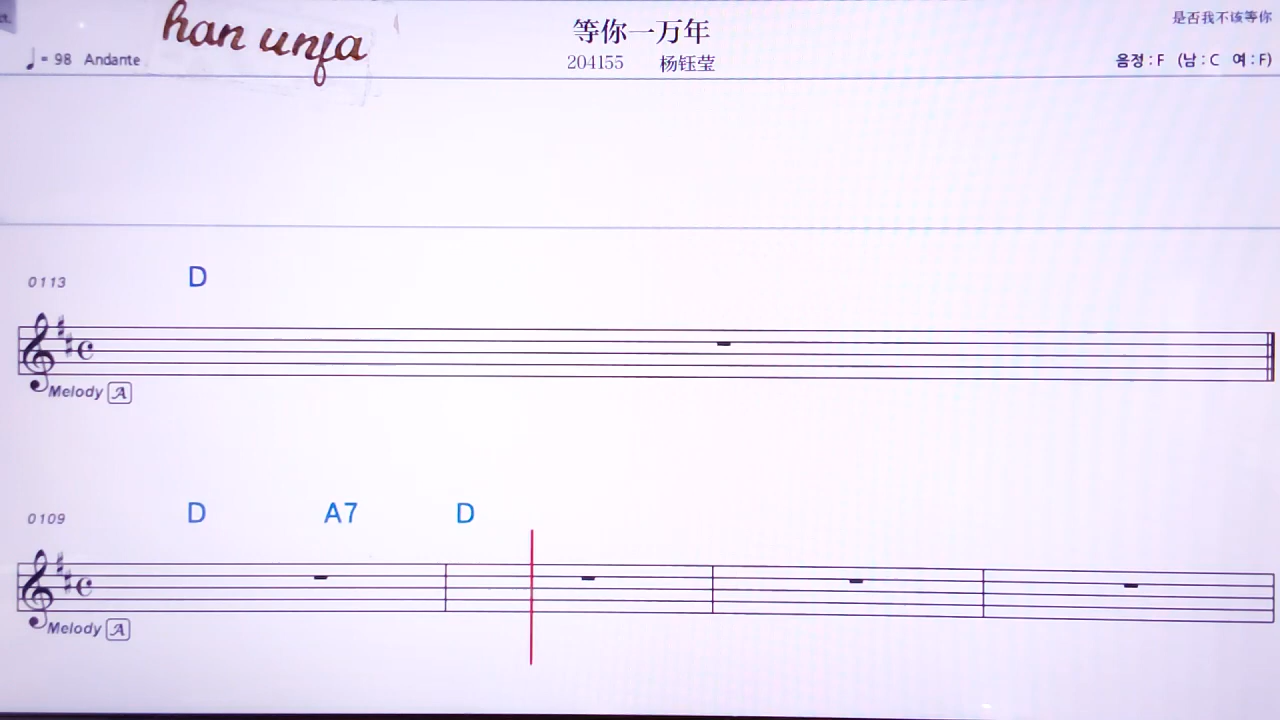 han unfa
等你一万年
是否我不该等你
♩= 98 Andante
204155 杨钰莹
음정 : F (남 : C 여 : F)
0113 D
Melody A
0109 D A7 D
Melody A